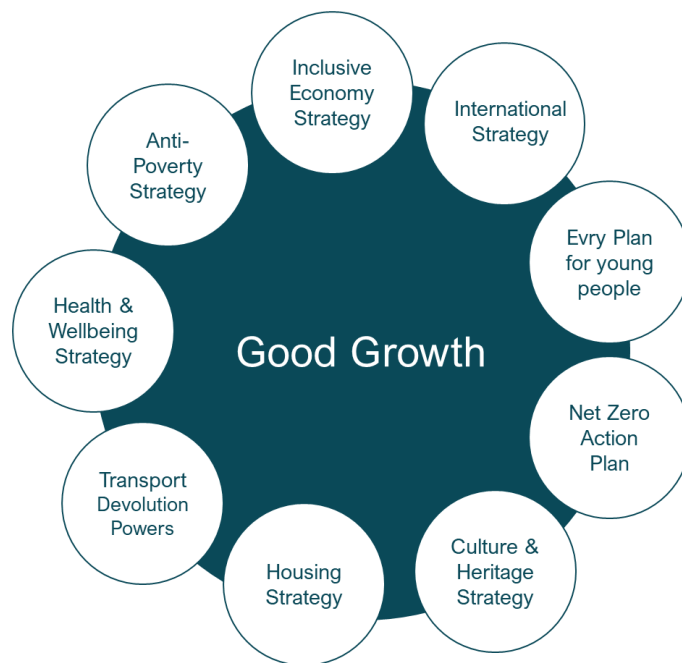 Inclusive
Economy
Strategy
International
Strategy
Evry Plan
for young
people
Net Zero
Action
Plan
Culture &
Heritage
Strategy
Housing
Strategy
Transport
Devolution
Powers
Health &
Wellbeing
Strategy
Anti-
Poverty
Strategy
Good Growth